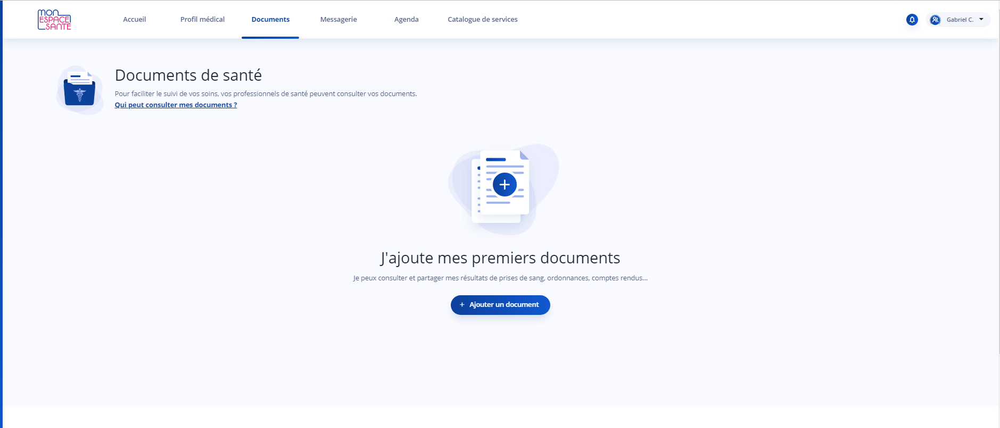 MON
ESPACE
SANTÉ
Accueil
Profil médical
Documents
Messagerie
Agenda
Catalogue de services
Gabriel C.
Documents de santé
Pour faciliter le suivi de vos soins, vos professionnels de santé peuvent consulter vos documents.
Qui peut consulter mes documents ?
J'ajoute mes premiers documents
Je peux consulter et partager mes résultats de prises de sang, ordonnances, comptes rendus...
+ Ajouter un document